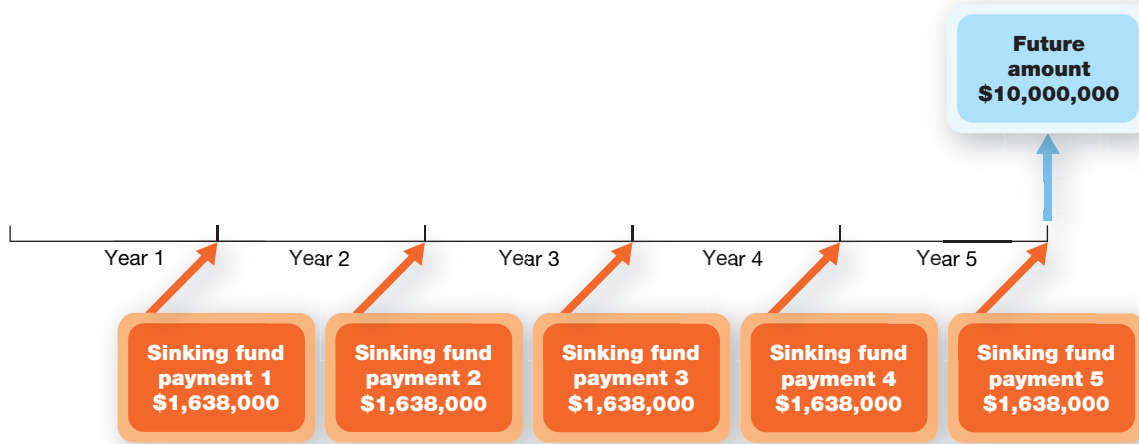 Future
amount
$10,000,000
Year 1
Year 2
Year 3
Year 4
Year 5
Sinking fund
payment 1
$1,638,000
Sinking fund
payment 2
$1,638,000
Sinking fund
payment 3
$1,638,000
Sinking fund
payment 4
$1,638,000
Sinking fund
payment 5
$1,638,000